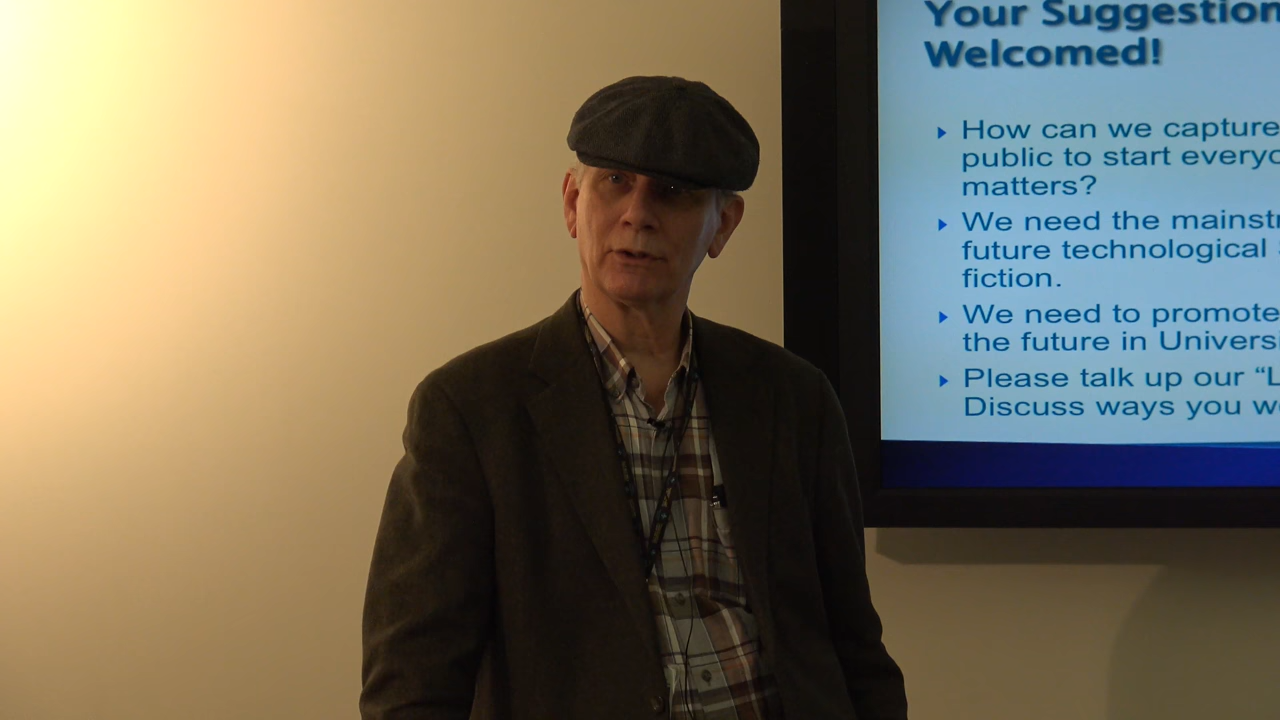 Your Suggestion
Welcomed!
How can we capture
public to start everyo
matters?
We need the mainst
future technological
fiction.
We need to promote
the future in Univers
Please talk up our “L
Discuss ways you w